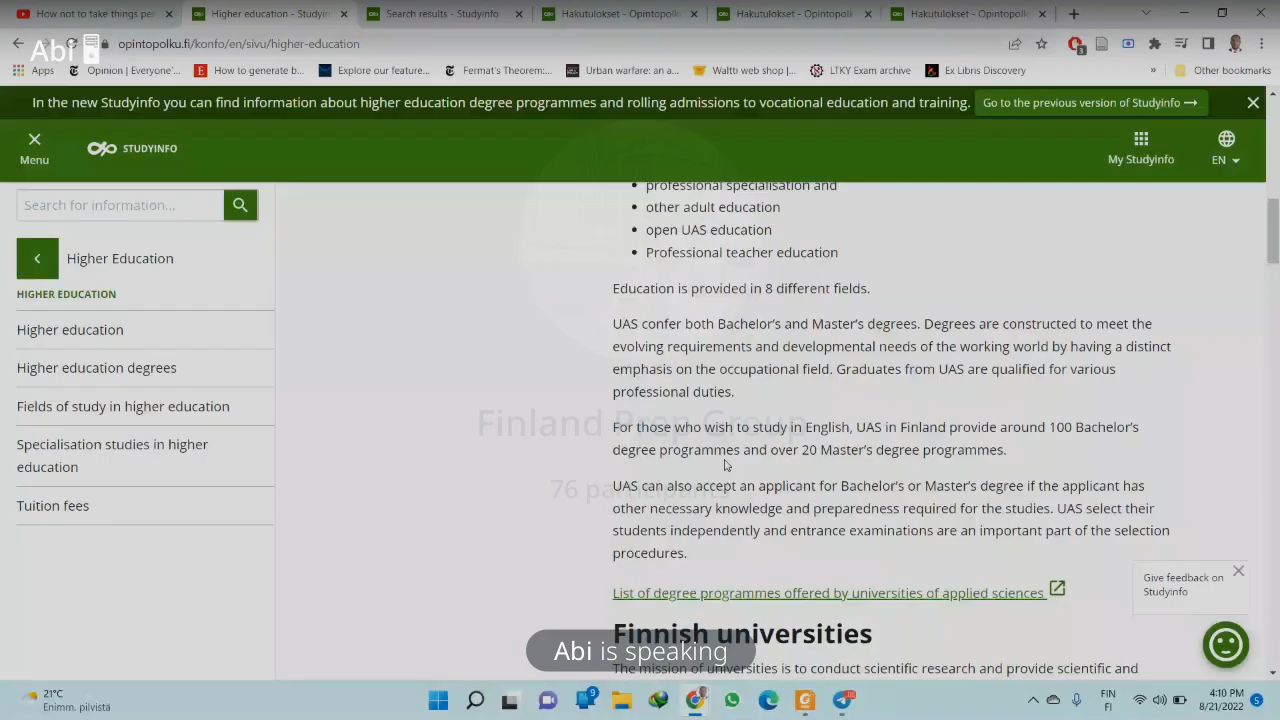 How not to take things per
Higher education - Studyin
Search results - Studyinfo
Hakutulokset - Opintopolk
Hakutulokset - Opintopolk
Hakutulokset - Opintopolk
Abi
opintopolku.fi/konfo/en/sivu/higher-education
3
Apps
Opinion | Everyone'...
How to generate b...
Explore our feature...
Fermat's Theorem:...
Urban warfare: an a...
Waltti web shop |...
LTKY Exam archive
Ex Libris Discovery
»
Other bookmarks
In the new Studyinfo you can find information about higher education degree programmes and rolling admissions to vocational education and training.
Go to the previous version of Studyinfo →
Menu
STUDYINFO
My Studyinfo
EN
Search for information...
Higher Education
HIGHER EDUCATION
Higher education
Higher education degrees
Fields of study in higher education
Specialisation studies in higher
education
Tuition fees
• professional specialisation and
• other adult education
• open UAS education
• Professional teacher education
Education is provided in 8 different fields.
UAS confer both Bachelor's and Master's degrees. Degrees are constructed to meet the
evolving requirements and developmental needs of the working world by having a distinct
emphasis on the occupational field. Graduates from UAS are qualified for various
professional duties.
Finland Prep Group
For those who wish to study in English, UAS in Finland provide around 100 Bachelor's
degree programmes and over 20 Master's degree programmes.
76 participants
UAS can also accept an applicant for Bachelor's or Master's degree if the applicant has
other necessary knowledge and preparedness required for the studies. UAS select their
students independently and entrance examinations are an important part of the selection
procedures.
List of degree programmes offered by universities of applied sciences
Give feedback on
Studyinfo
Finnish universities
Abi is speaking
The mission of universities is to conduct scientific research and provide scientific and
21°C
Enimm. pilvistä
9
FIN
FI
4:10 PM
8/21/2022
5